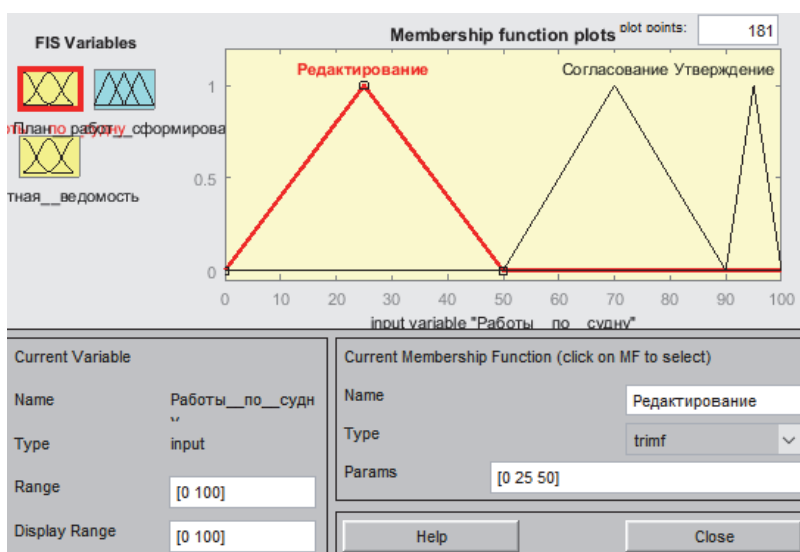 FIS Variables
Membership function plots
plot points:
181
Редактирование
Согласование Утверждение
1
0.5
0
План работ__сформирова
по__судну
тная__ведомость
0 10 20 30 40 50 60 70 80 90 100
input variable "Работы__по__судну"
Current Variable
Name
Работы__по__судн
у
Type
input
Range
[0 100]
Display Range
[0 100]
Current Membership Function (click on MF to select)
Name
Редактирование
Type
trimf
Params
[0 25 50]
Help
Close